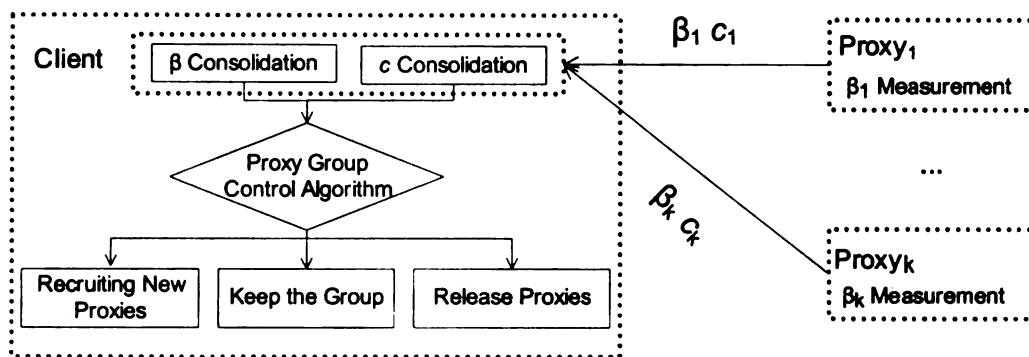 Client
β Consolidation
c Consolidation
β₁ c₁
Proxy₁
β₁ Measurement
Proxy Group
Control Algorithm
...
βₖ cₖ
Proxyₖ
βₖ Measurement
Recruiting New
Proxies
Keep the Group
Release Proxies